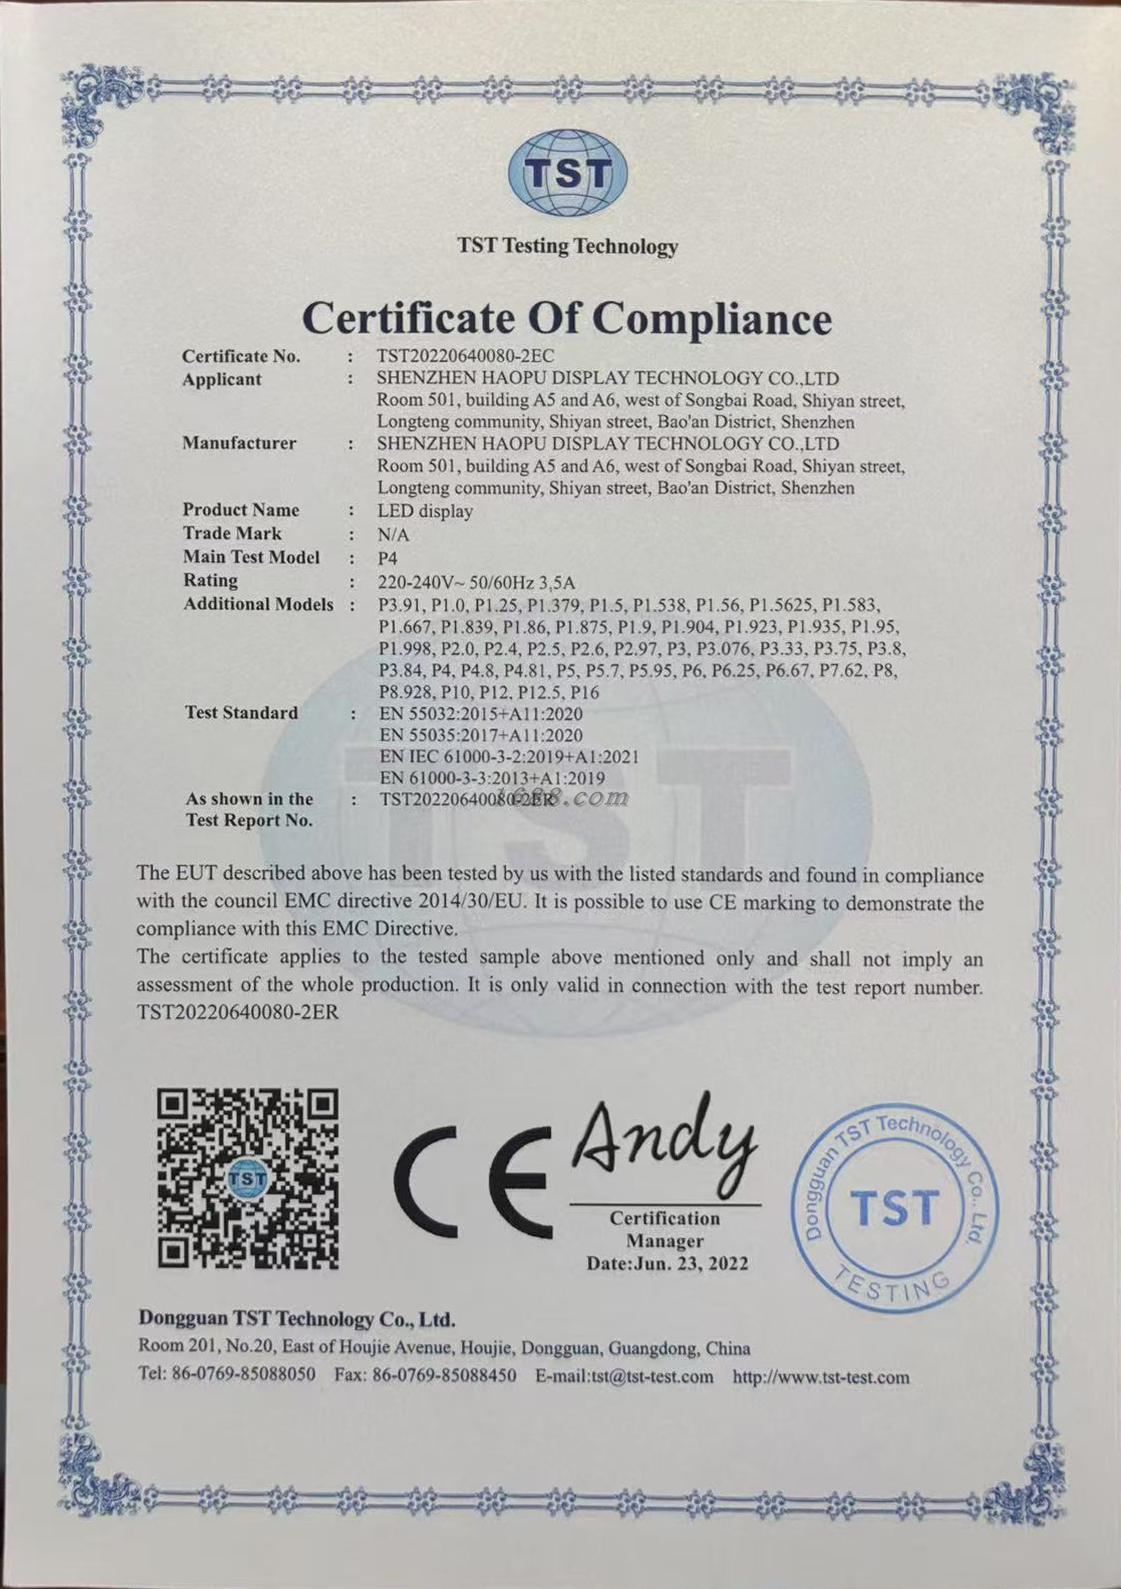 TST
TST Testing Technology
Certificate Of Compliance
Certificate No. : TST20220640080-2EC
Applicant : SHENZHEN HAOPU DISPLAY TECHNOLOGY CO.,LTD
Room 501, building A5 and A6, west of Songbai Road, Shiyan street,
Longteng community, Shiyan street, Bao'an District, Shenzhen
Manufacturer : SHENZHEN HAOPU DISPLAY TECHNOLOGY CO.,LTD
Room 501, building A5 and A6, west of Songbai Road, Shiyan street,
Longteng community, Shiyan street, Bao'an District, Shenzhen
Product Name : LED display
Trade Mark : N/A
Main Test Model : P4
Rating : 220-240V~ 50/60Hz 3,5A
Additional Models : P3.91, P1.0, P1.25, P1.379, P1.5, P1.538, P1.56, P1.5625, P1.583,
P1.667, P1.839, P1.86, P1.875, P1.9, P1.904, P1.923, P1.935, P1.95,
P1.998, P2.0, P2.4, P2.5, P2.6, P2.97, P3, P3.076, P3.33, P3.75, P3.8,
P3.84, P4, P4.8, P4.81, P5, P5.7, P5.95, P6, P6.25, P6.67, P7.62, P8,
P8.928, P10, P12, P12.5, P16
Test Standard : EN 55032:2015+A11:2020
EN 55035:2017+A11:2020
EN IEC 61000-3-2:2019+A1:2021
EN 61000-3-3:2013+A1:2019
As shown in the : TST20220640080-2ER
1688.com
Test Report No.
TST
The EUT described above has been tested by us with the listed standards and found in compliance
with the council EMC directive 2014/30/EU. It is possible to use CE marking to demonstrate the
compliance with this EMC Directive.
The certificate applies to the tested sample above mentioned only and shall not imply an
assessment of the whole production. It is only valid in connection with the test report number.
TST20220640080-2ER
TST
CE
Andy
Certification
Manager
Date:Jun. 23, 2022
Dongguan TST Technology Co., Ltd.
TST
TESTING
Dongguan TST Technology Co., Ltd.
Room 201, No.20, East of Houjie Avenue, Houjie, Dongguan, Guangdong, China
Tel: 86-0769-85088050 Fax: 86-0769-85088450 E-mail:tst@tst-test.com http://www.tst-test.com